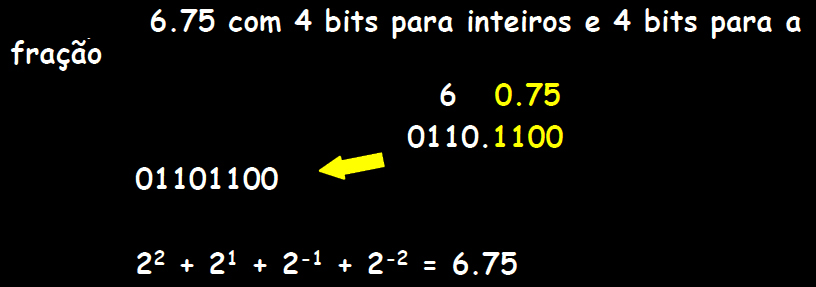 6.75 com 4 bits para inteiros e 4 bits para a
fração
6 0.75
0110.1100
01101100
2² + 2¹ + 2⁻¹ + 2⁻² = 6.75